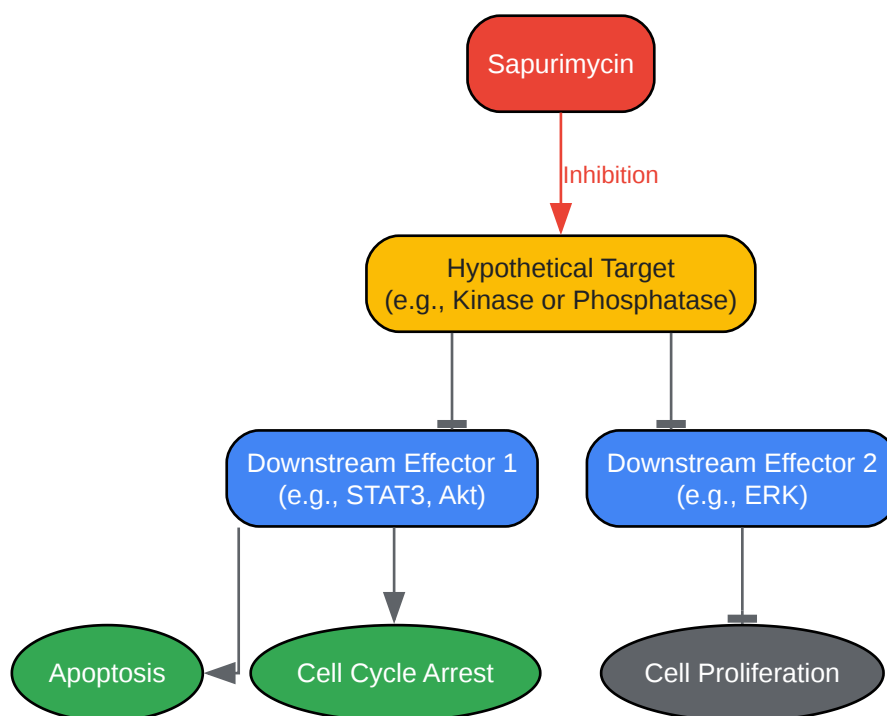 Sapurimycin
Inhibition
Hypothetical Target
(e.g., Kinase or Phosphatase)
Downstream Effector 1
(e.g., STAT3, Akt)
Downstream Effector 2
(e.g., ERK)
Apoptosis
Cell Cycle Arrest
Cell Proliferation